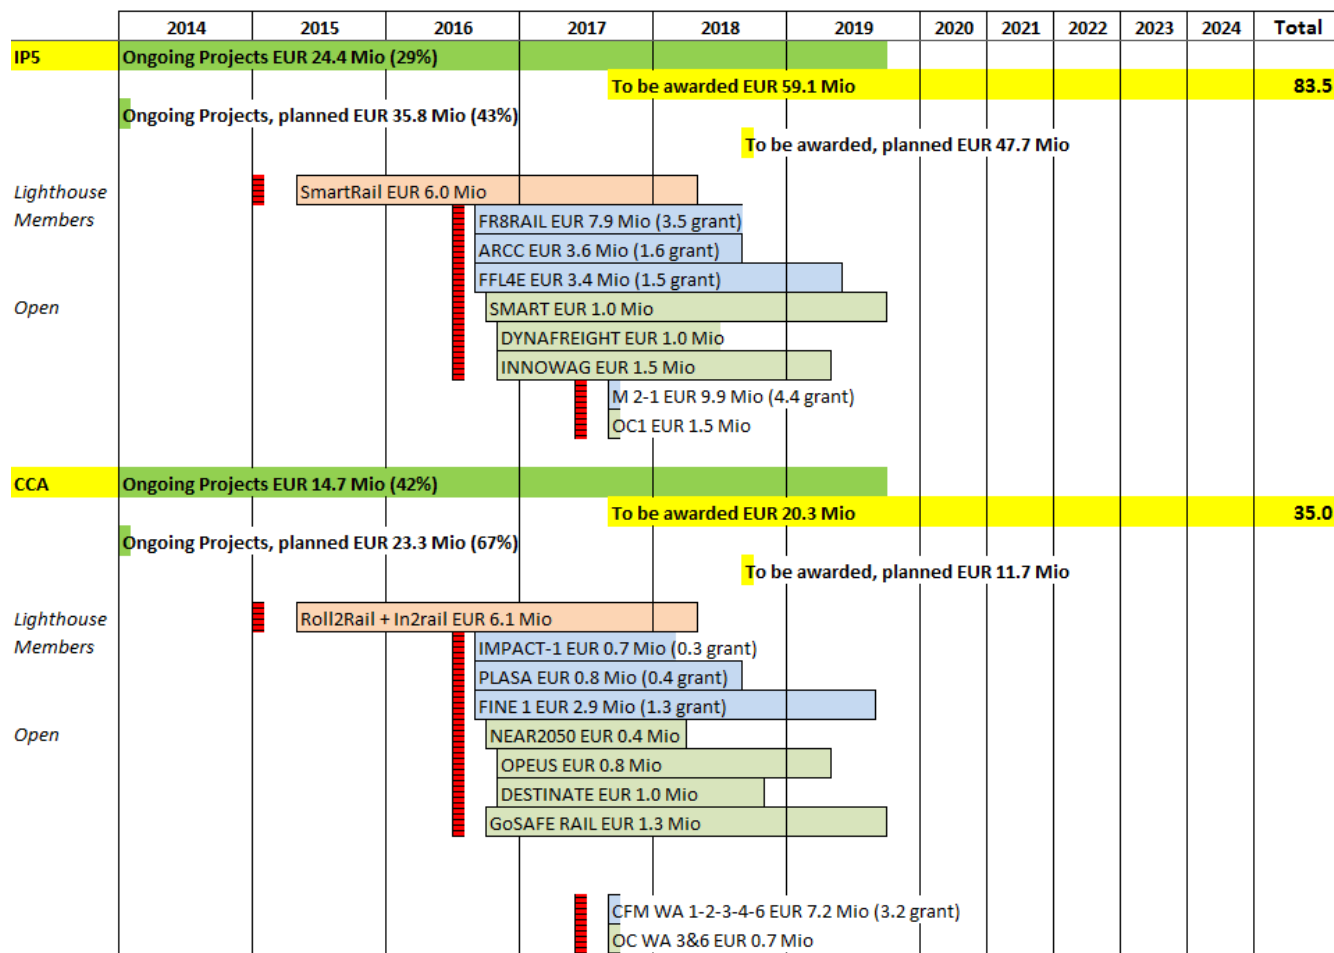 2014 2015 2016 2017 2018 2019 2020 2021 2022 2023 2024 Total
IP5 Ongoing Projects EUR 24.4 Mio (29%)
To be awarded EUR 59.1 Mio 83.5
Ongoing Projects, planned EUR 35.8 Mio (43%)
To be awarded, planned EUR 47.7 Mio
Lighthouse SmartRail EUR 6.0 Mio
Members FR8RAIL EUR 7.9 Mio (3.5 grant)
ARCC EUR 3.6 Mio (1.6 grant)
FFL4E EUR 3.4 Mio (1.5 grant)
Open SMART EUR 1.0 Mio
DYNAFREIGHT EUR 1.0 Mio
INNOWAG EUR 1.5 Mio
M 2-1 EUR 9.9 Mio (4.4 grant)
OC1 EUR 1.5 Mio
CCA Ongoing Projects EUR 14.7 Mio (42%)
To be awarded EUR 20.3 Mio 35.0
Ongoing Projects, planned EUR 23.3 Mio (67%)
To be awarded, planned EUR 11.7 Mio
Lighthouse Roll2Rail + In2rail EUR 6.1 Mio
Members IMPACT-1 EUR 0.7 Mio (0.3 grant)
PLASA EUR 0.8 Mio (0.4 grant)
FINE 1 EUR 2.9 Mio (1.3 grant)
Open NEAR2050 EUR 0.4 Mio
OPEUS EUR 0.8 Mio
DESTINATE EUR 1.0 Mio
GoSAFE RAIL EUR 1.3 Mio
CFM WA 1-2-3-4-6 EUR 7.2 Mio (3.2 grant)
OC WA 3&6 EUR 0.7 Mio